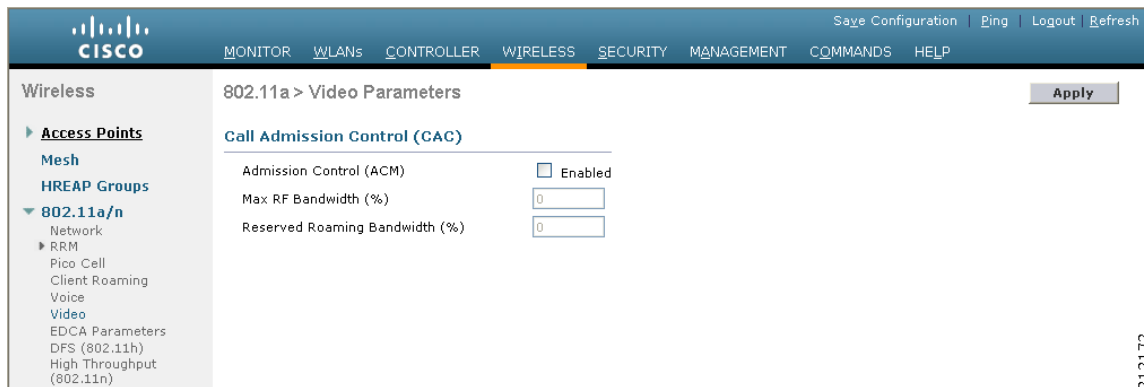 Save Configuration | Ping | Logout | Refresh
CISCO
MONITOR WLANs CONTROLLER WIRELESS SECURITY MANAGEMENT COMMANDS HELP
Wireless
802.11a > Video Parameters
Apply
Access Points
Mesh
HREAP Groups
802.11a/n
Network
RRM
Pico Cell
Client Roaming
Voice
Video
EDCA Parameters
DFS (802.11h)
High Throughput
(802.11n)
Call Admission Control (CAC)
Admission Control (ACM) Enabled
Max RF Bandwidth (%) 0
Reserved Roaming Bandwidth (%) 0